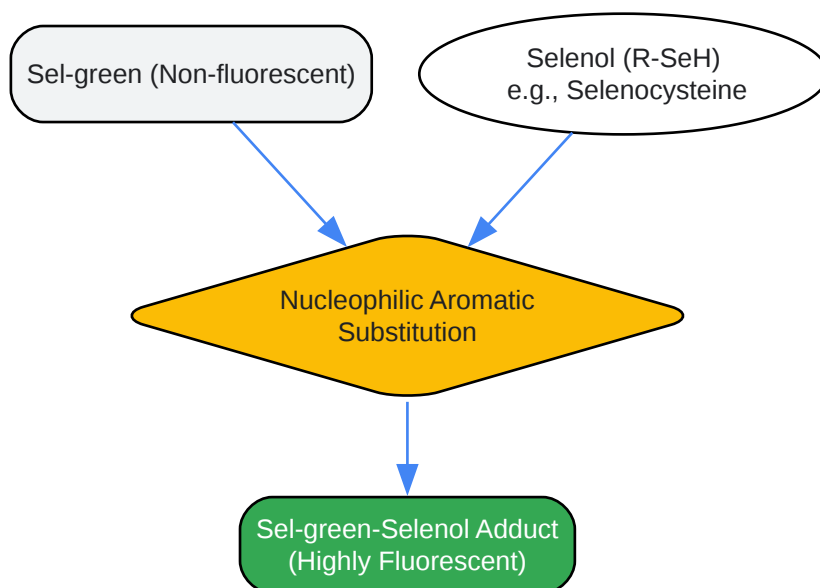 Sel-green (Non-fluorescent)
Selenol (R-SeH)
e.g., Selenocysteine
Nucleophilic Aromatic
Substitution
Sel-green-Selenol Adduct
(Highly Fluorescent)